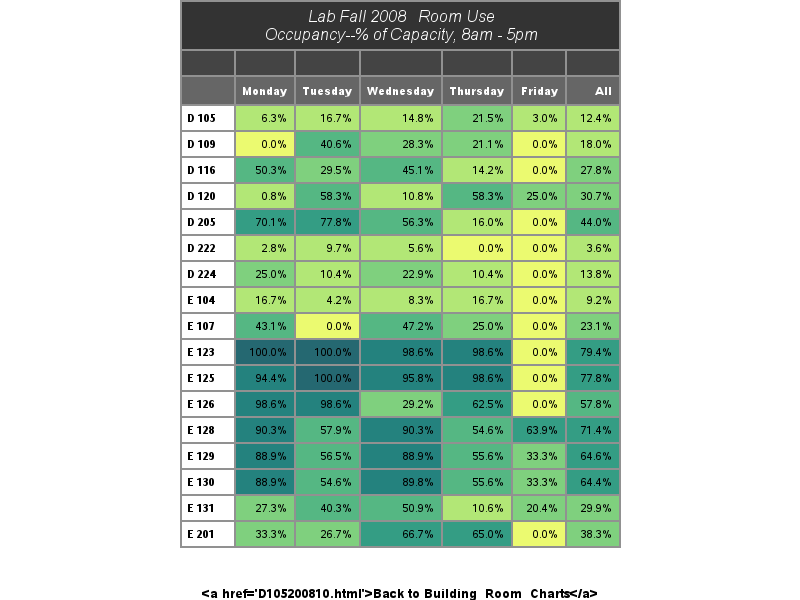 Lab Fall 2008 Room Use
Occupancy--% of Capacity, 8am - 5pm
Monday Tuesday Wednesday Thursday Friday All
D 105 6.3% 16.7% 14.8% 21.5% 3.0% 12.4%
D 109 0.0% 40.6% 28.3% 21.1% 0.0% 18.0%
D 116 50.3% 29.5% 45.1% 14.2% 0.0% 27.8%
D 120 0.8% 58.3% 10.8% 58.3% 25.0% 30.7%
D 205 70.1% 77.8% 56.3% 16.0% 0.0% 44.0%
D 222 2.8% 9.7% 5.6% 0.0% 0.0% 3.6%
D 224 25.0% 10.4% 22.9% 10.4% 0.0% 13.8%
E 104 16.7% 4.2% 8.3% 16.7% 0.0% 9.2%
E 107 43.1% 0.0% 47.2% 25.0% 0.0% 23.1%
E 123 100.0% 100.0% 98.6% 98.6% 0.0% 79.4%
E 125 94.4% 100.0% 95.8% 98.6% 0.0% 77.8%
E 126 98.6% 98.6% 29.2% 62.5% 0.0% 57.8%
E 128 90.3% 57.9% 90.3% 54.6% 63.9% 71.4%
E 129 88.9% 56.5% 88.9% 55.6% 33.3% 64.6%
E 130 88.9% 54.6% 89.8% 55.6% 33.3% 64.4%
E 131 27.3% 40.3% 50.9% 10.6% 20.4% 29.9%
E 201 33.3% 26.7% 66.7% 65.0% 0.0% 38.3%
<a href='D105200810.html'>Back to Building Room Charts</a>